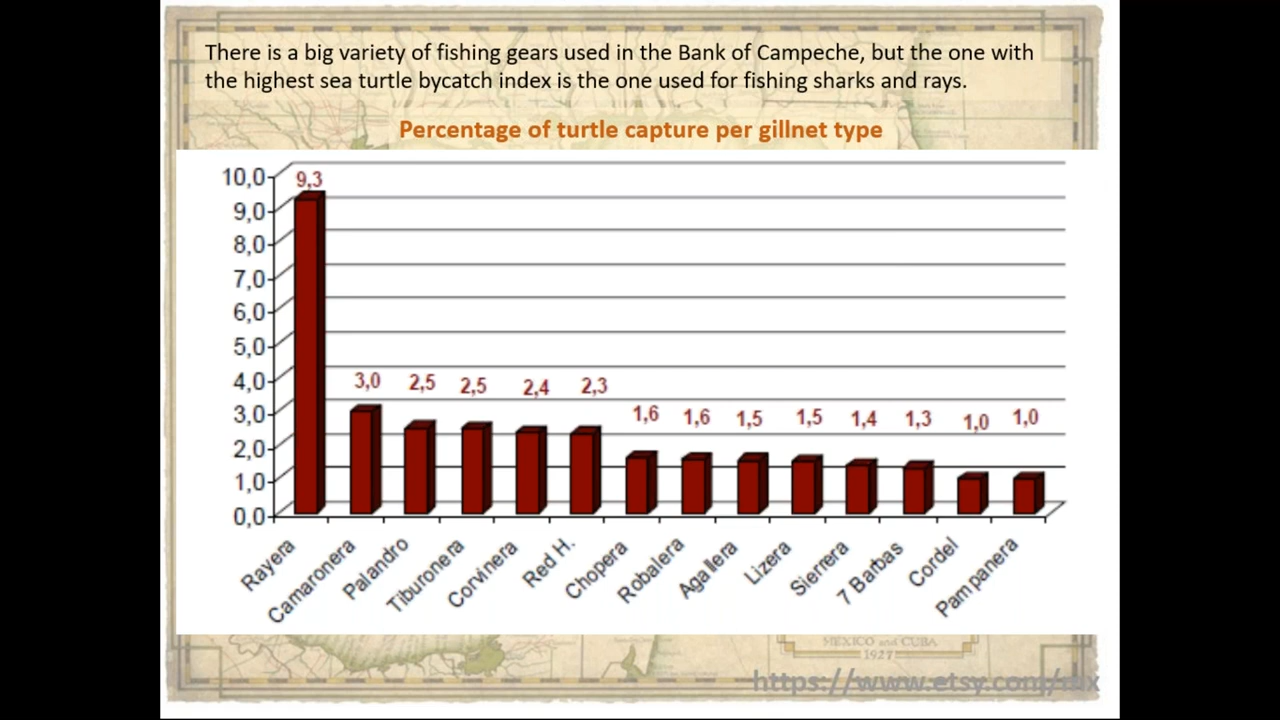 There is a big variety of fishing gears used in the Bank of Campeche, but the one with
the highest sea turtle bycatch index is the one used for fishing sharks and rays.
Percentage of turtle capture per gillnet type
10,0
9,0
8,0
7,0
6,0
5,0
4,0
3,0
2,0
1,0
0,0
9,3
3,0
2,5
2,5
2,4
2,3
1,6
1,6
1,5
1,5
1,4
1,3
1,0
1,0
Rayera
Camaronera
Palandro
Tiburonera
Corvinera
Red H.
Chopera
Robalera
Agallera
Lizera
Sierrera
7 Barbas
Cordel
Pampanera
MEXICO and CUBA
1927
https://www.etsy.com/mx